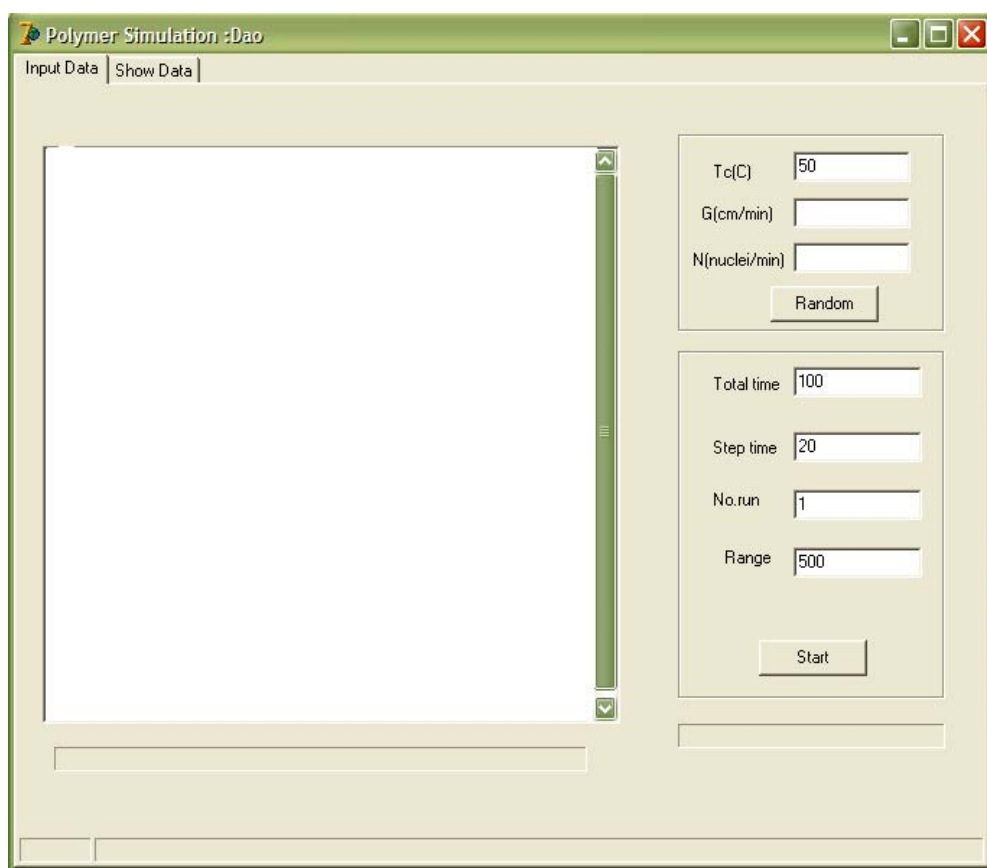 Polymer Simulation :Dao
Input Data Show Data
Tc(C) 50
G(cm/min)
N(nuclei/min)
Random
Total time 100
Step time 20
No.run 1
Range 500
Start